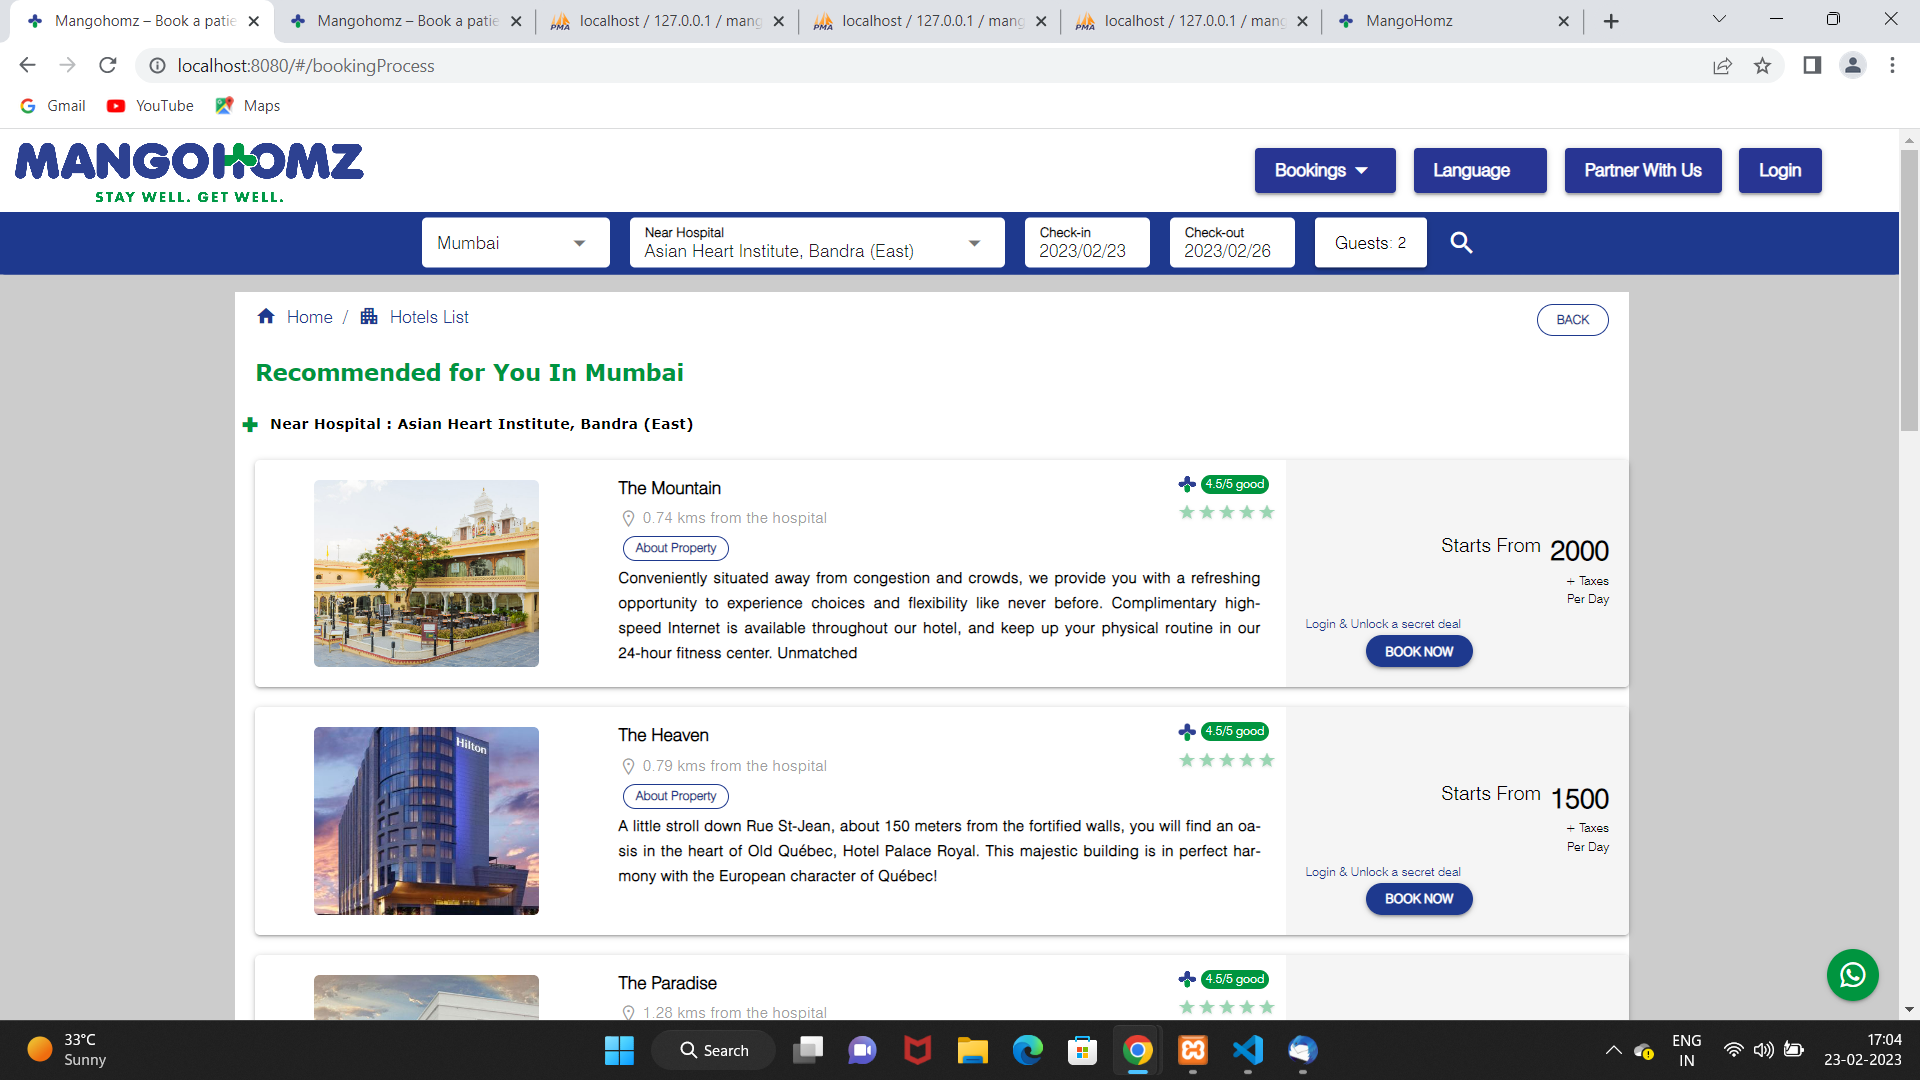 Mangohomz – Book a patie
Mangohomz – Book a patie
localhost / 127.0.0.1 / mang
localhost / 127.0.0.1 / mang
localhost / 127.0.0.1 / mang
MangoHomz
localhost:8080/#/bookingProcess
Gmail
YouTube
Maps
MANGOHOMZ
STAY WELL. GET WELL.
Bookings
Language
Partner With Us
Login
Mumbai
Near Hospital
Asian Heart Institute, Bandra (East)
Check-in
2023/02/23
Check-out
2023/02/26
Guests: 2
Home / Hotels List
BACK
Recommended for You In Mumbai
Near Hospital : Asian Heart Institute, Bandra (East)
The Mountain
4.5/5 good
0.74 kms from the hospital
About Property
Conveniently situated away from congestion and crowds, we provide you with a refreshing
opportunity to experience choices and flexibility like never before. Complimentary high-
speed Internet is available throughout our hotel, and keep up your physical routine in our
24-hour fitness center. Unmatched
Starts From 2000
+ Taxes
Per Day
Login & Unlock a secret deal
BOOK NOW
Hilton
The Heaven
4.5/5 good
0.79 kms from the hospital
About Property
A little stroll down Rue St-Jean, about 150 meters from the fortified walls, you will find an oa-
sis in the heart of Old Québec, Hotel Palace Royal. This majestic building is in perfect har-
mony with the European character of Québec!
Starts From 1500
+ Taxes
Per Day
Login & Unlock a secret deal
BOOK NOW
The Paradise
4.5/5 good
1.28 kms from the hospital
33°C
Sunny
Search
ENG
IN
17:04
23-02-2023